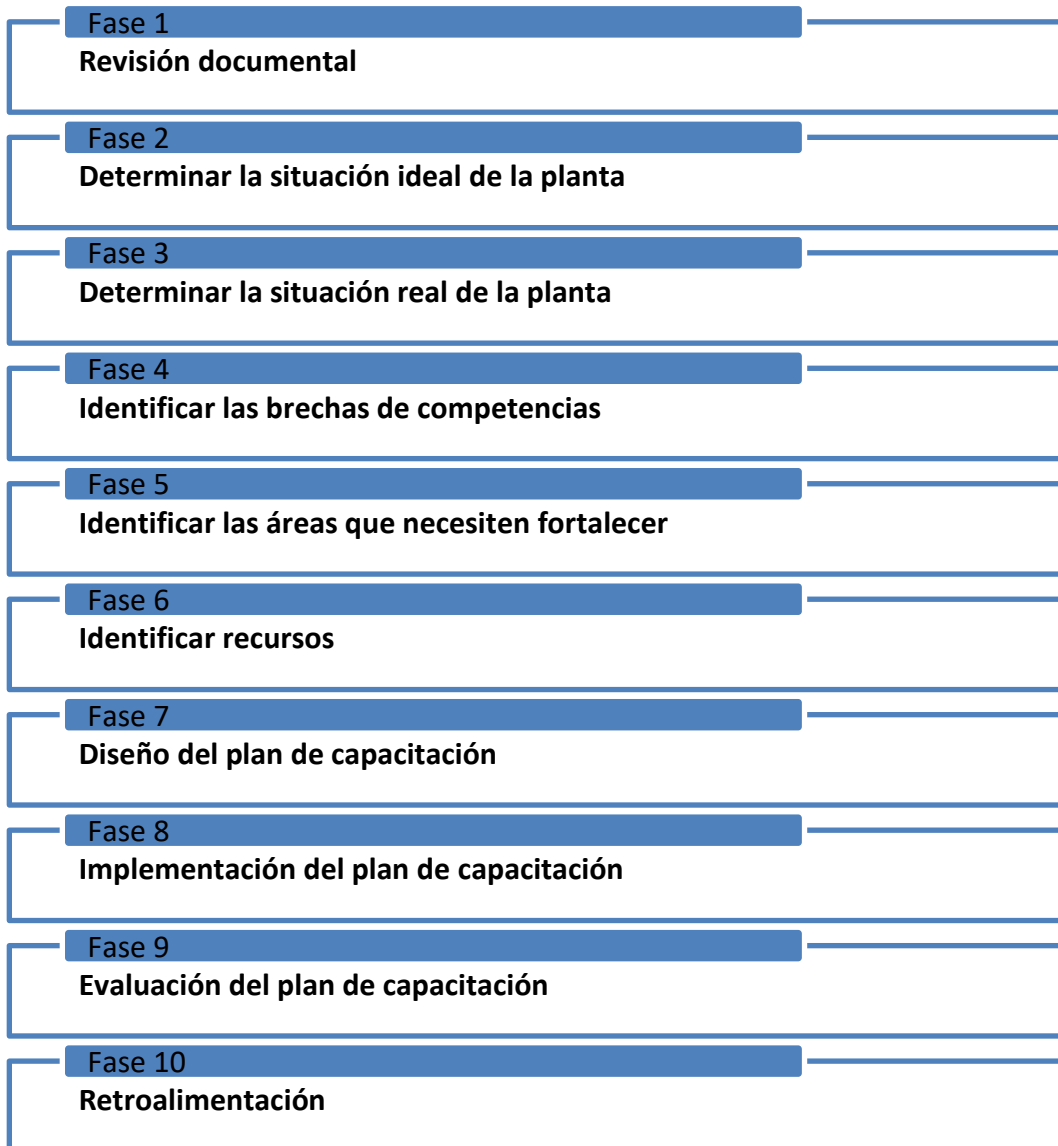 Fase 1
Revisión documental
Fase 2
Determinar la situación ideal de la planta
Fase 3
Determinar la situación real de la planta
Fase 4
Identificar las brechas de competencias
Fase 5
Identificar las áreas que necesiten fortalecer
Fase 6
Identificar recursos
Fase 7
Diseño del plan de capacitación
Fase 8
Implementación del plan de capacitación
Fase 9
Evaluación del plan de capacitación
Fase 10
Retroalimentación